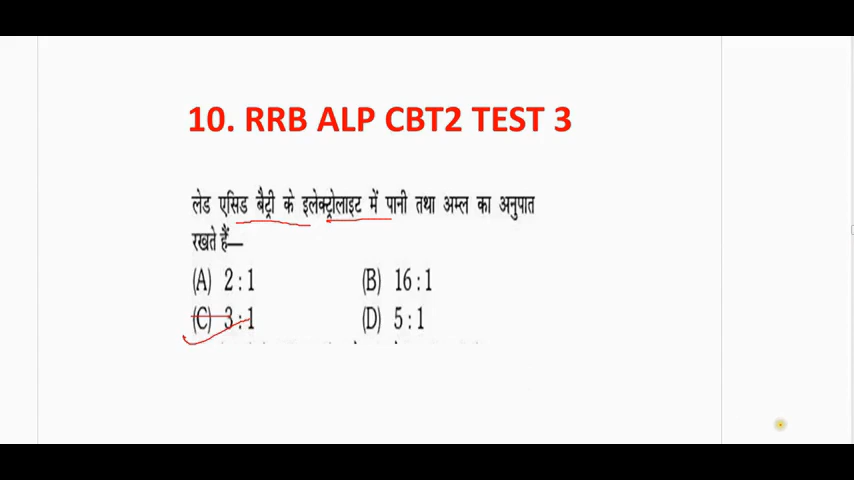 10. RRB ALP CBT2 TEST 3
लेड एसिड बैट्री के इलेक्ट्रोलाइट में पानी तथा अम्ल का अनुपात
रखते हैं—
(A) 2 : 1 (B) 16 : 1
(C) 3 : 1 (D) 5 : 1